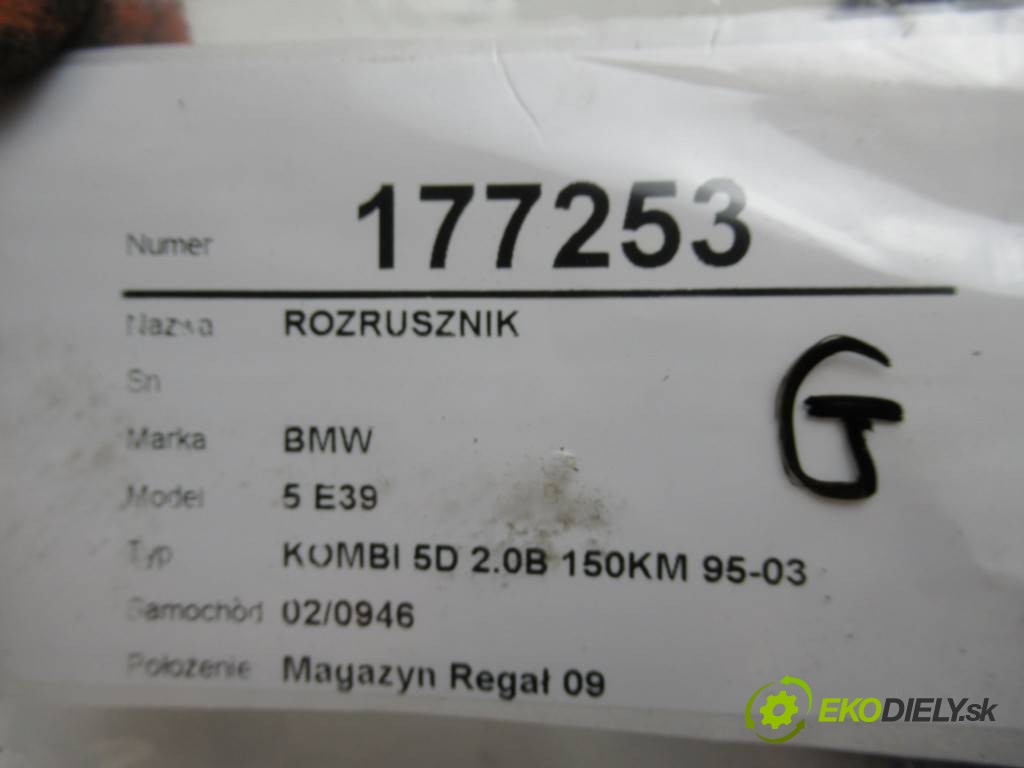 Numer 177253
Nazwa ROZRUSZNIK
Sn
G
Marka BMW
Model 5 E39
Typ KOMBI 5D 2.0B 150KM 95-03
Samochód 02/0946
Położenie Magazyn Regał 09
EKODIELY.sk